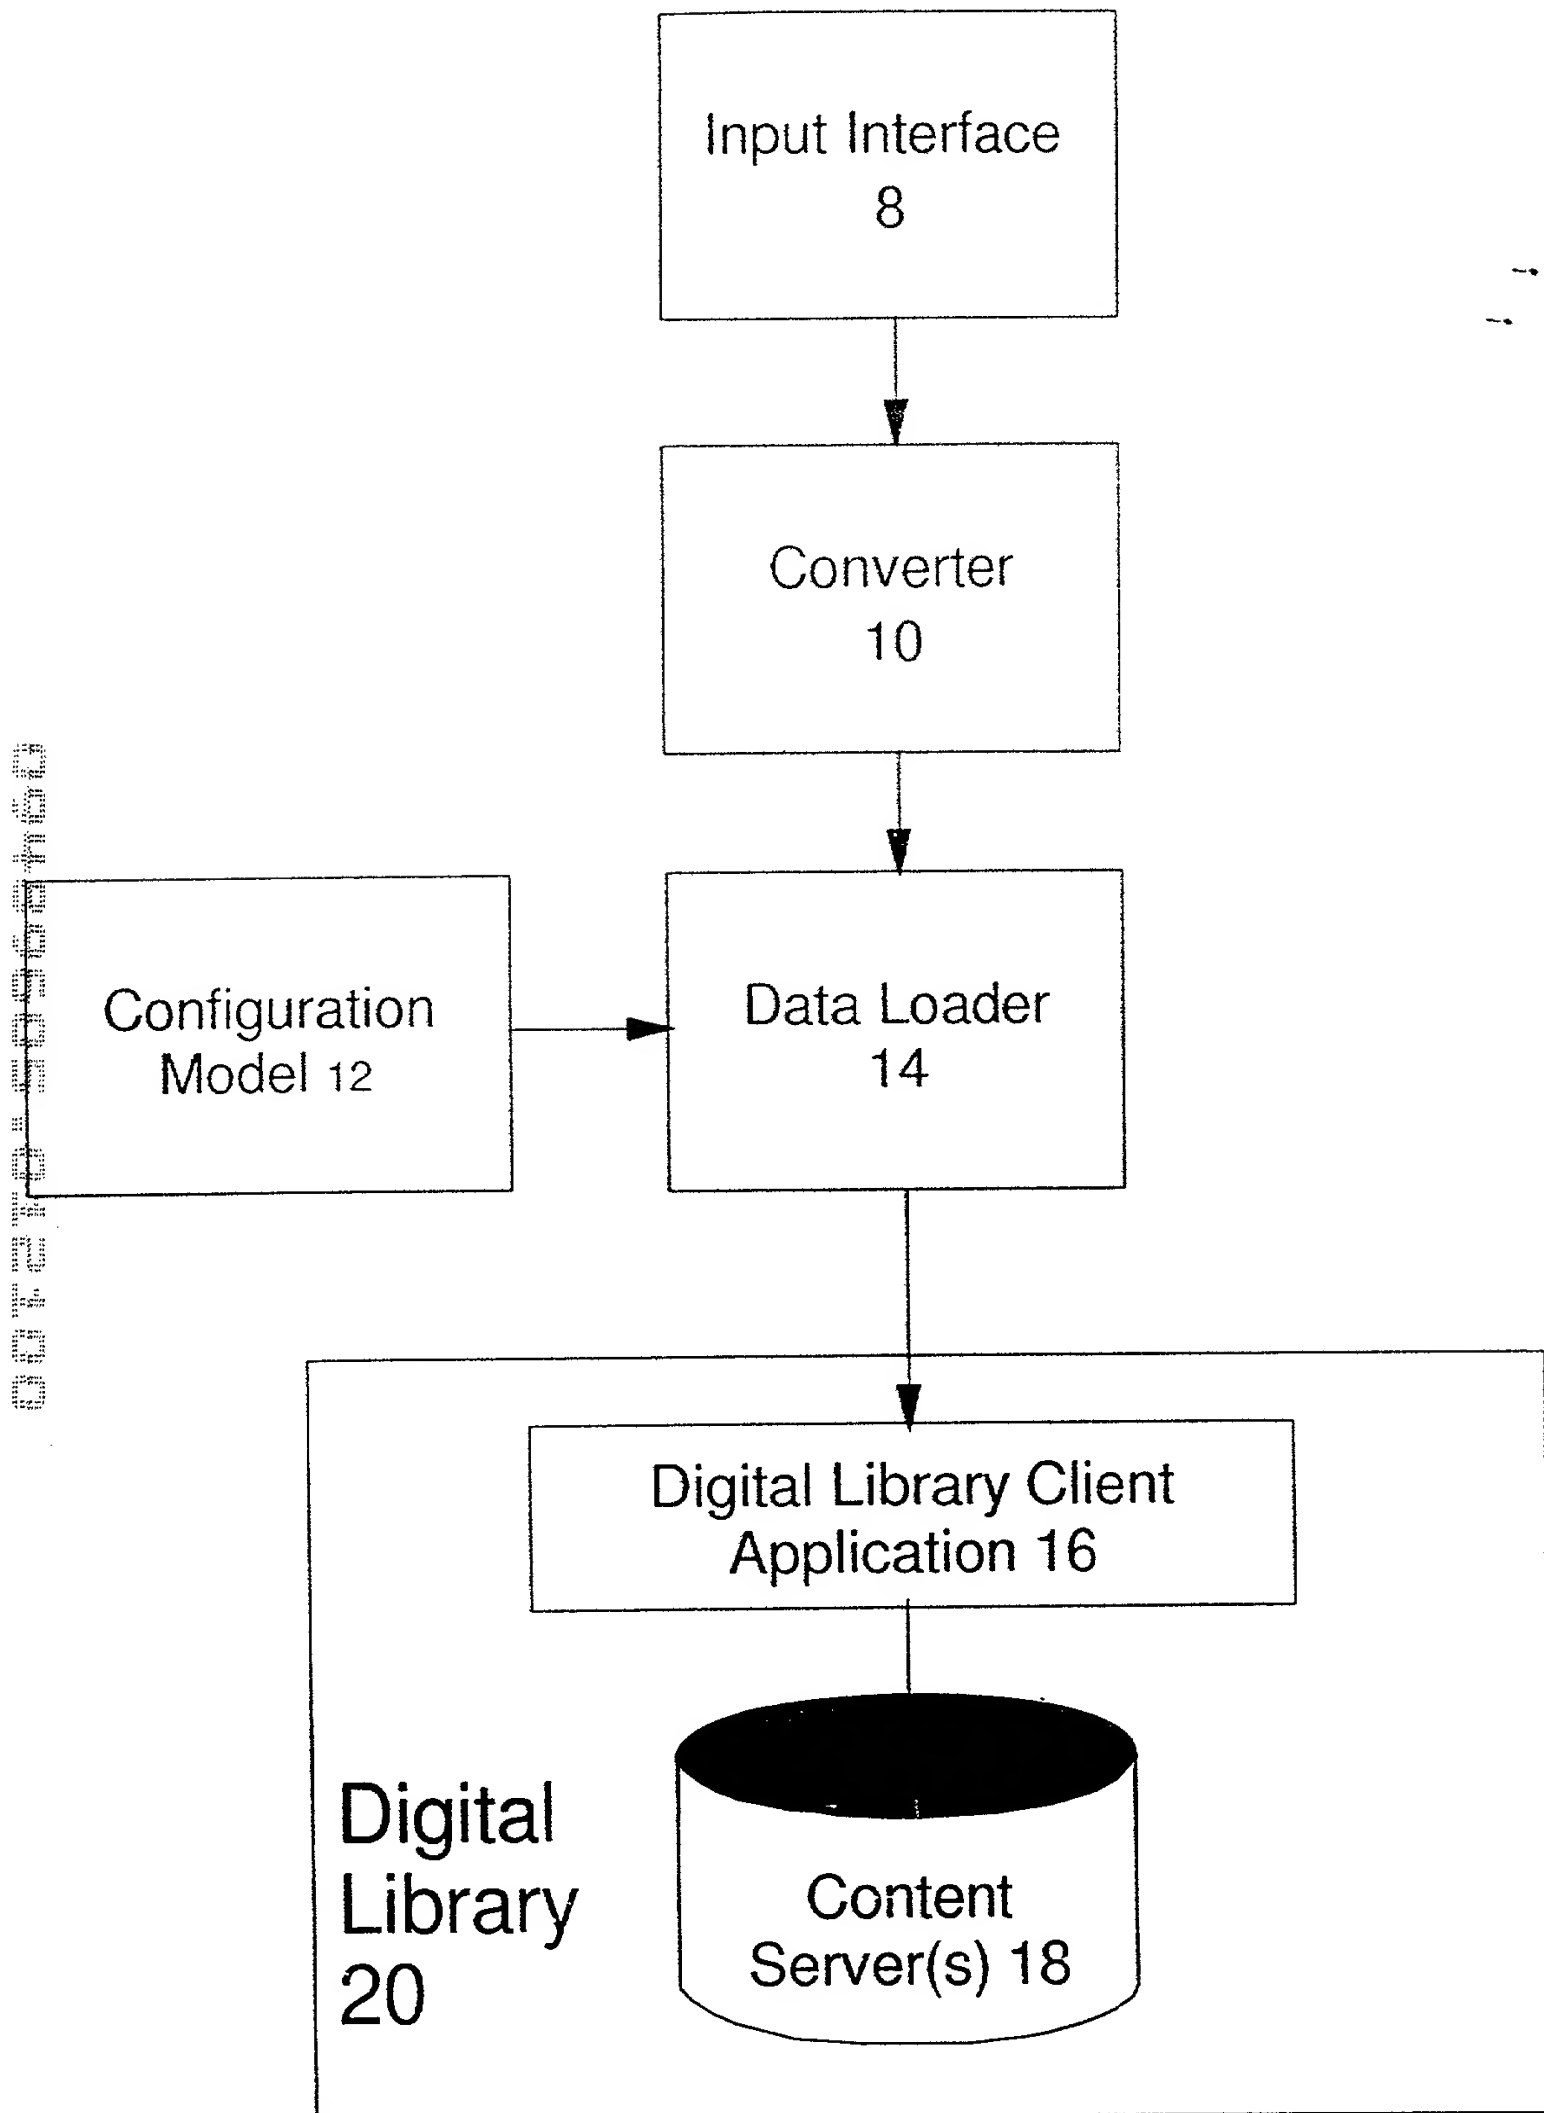 Input Interface
8
Converter
10
Configuration
Model 12
Data Loader
14
Digital Library Client
Application 16
Digital
Library
20
Content
Server(s) 18